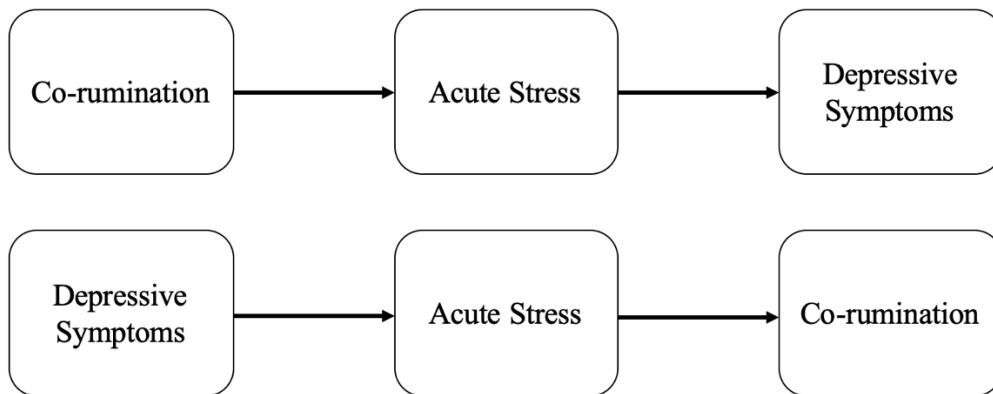 Co-rumination
Acute Stress
Depressive
Symptoms
Depressive
Symptoms
Acute Stress
Co-rumination